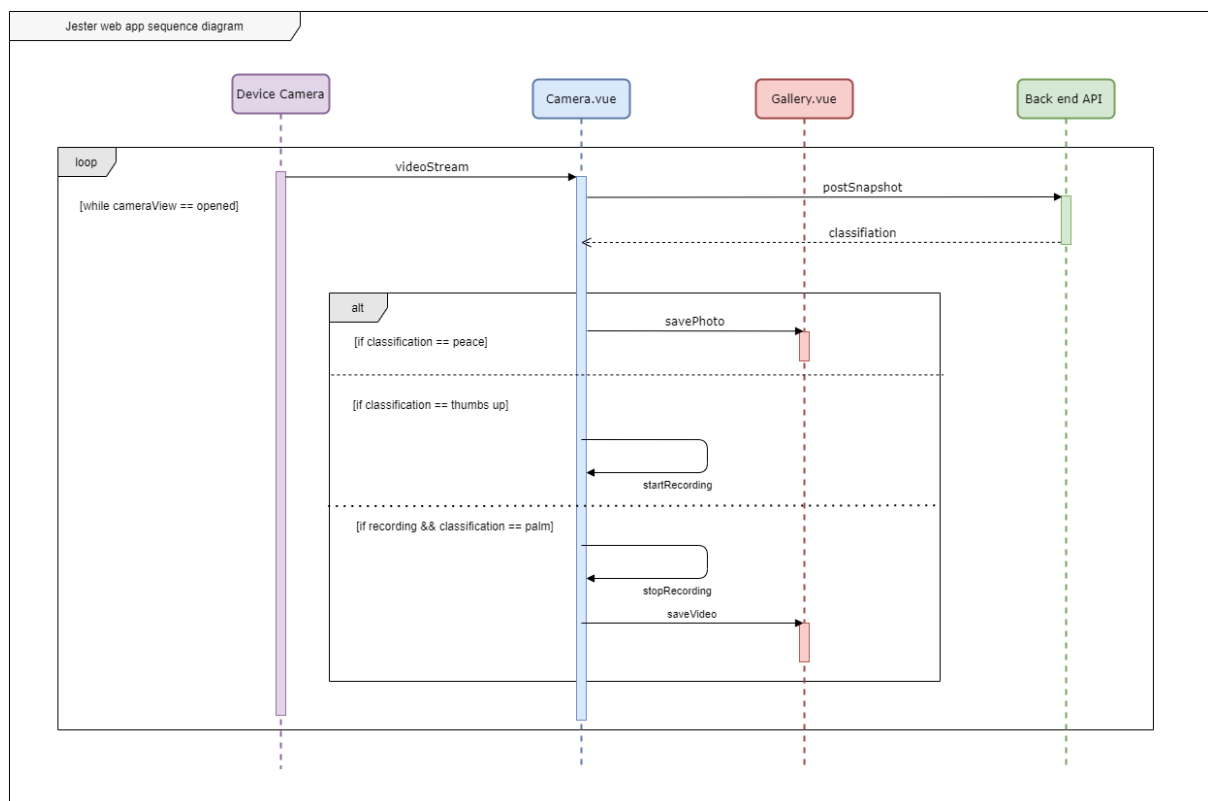 Jester web app sequence diagram
Device Camera
Camera.vue
Gallery.vue
Back end API
loop
videoStream
[while cameraView == opened]
postSnapshot
classifiation
alt
savePhoto
[if classification == peace]
[if classification == thumbs up]
startRecording
[if recording && classification == palm]
stopRecording
saveVideo